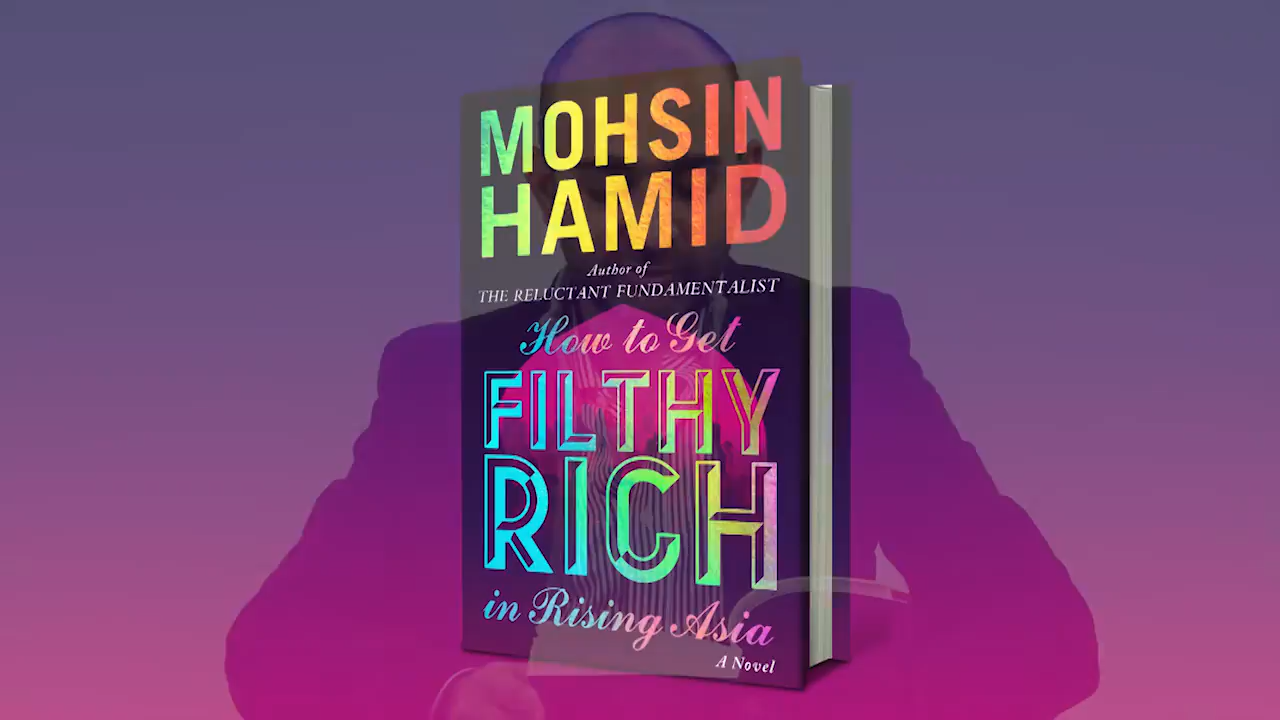 MOHSIN
HAMID
Author of
THE RELUCTANT FUNDAMENTALIST
How to Get
FILTHY
RICH
in Rising Asia
A Novel